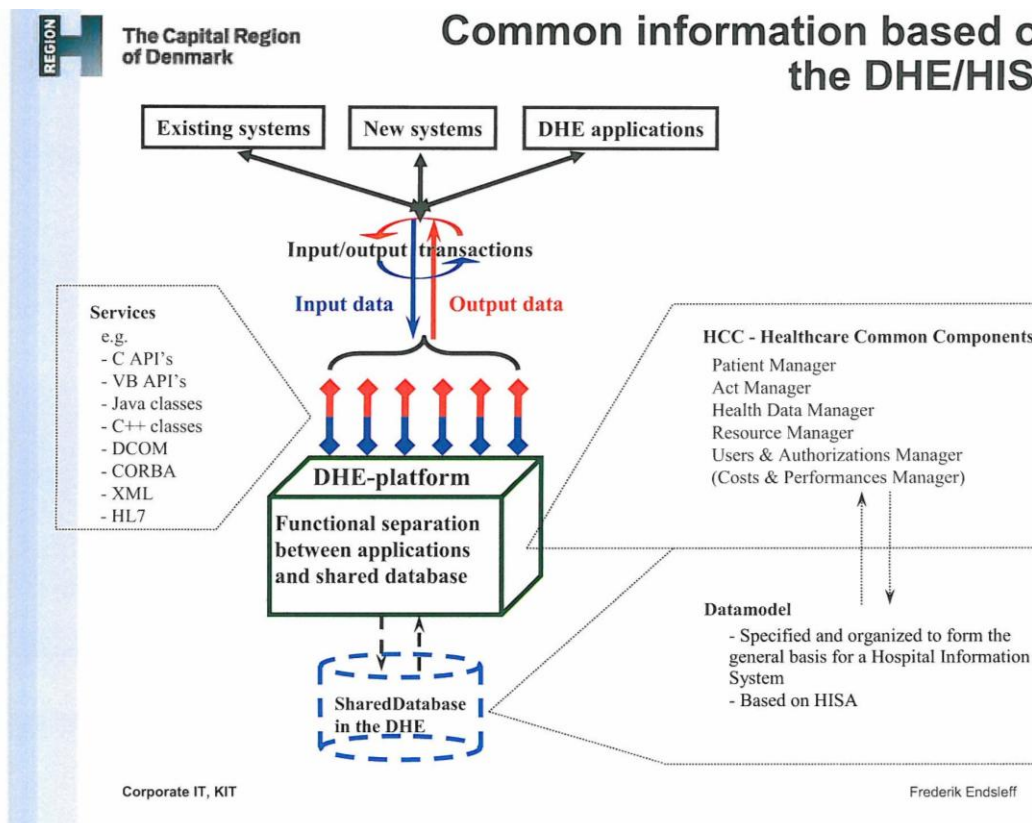 REGION
The Capital Region
of Denmark
Common information based o
the DHE/HIS
Existing systems
New systems
DHE applications
Input/output transactions
Input data
Output data
Services
e.g.
- C API's
- VB API's
- Java classes
- C++ classes
- DCOM
- CORBA
- XML
- HL7
HCC - Healthcare Common Components
Patient Manager
Act Manager
Health Data Manager
Resource Manager
Users & Authorizations Manager
(Costs & Performances Manager)
DHE-platform
Functional separation
between applications
and shared database
Datamodel
- Specified and organized to form the
general basis for a Hospital Information
System
- Based on HISA
SharedDatabase
in the DHE
Corporate IT, KIT
Frederik Endsleff